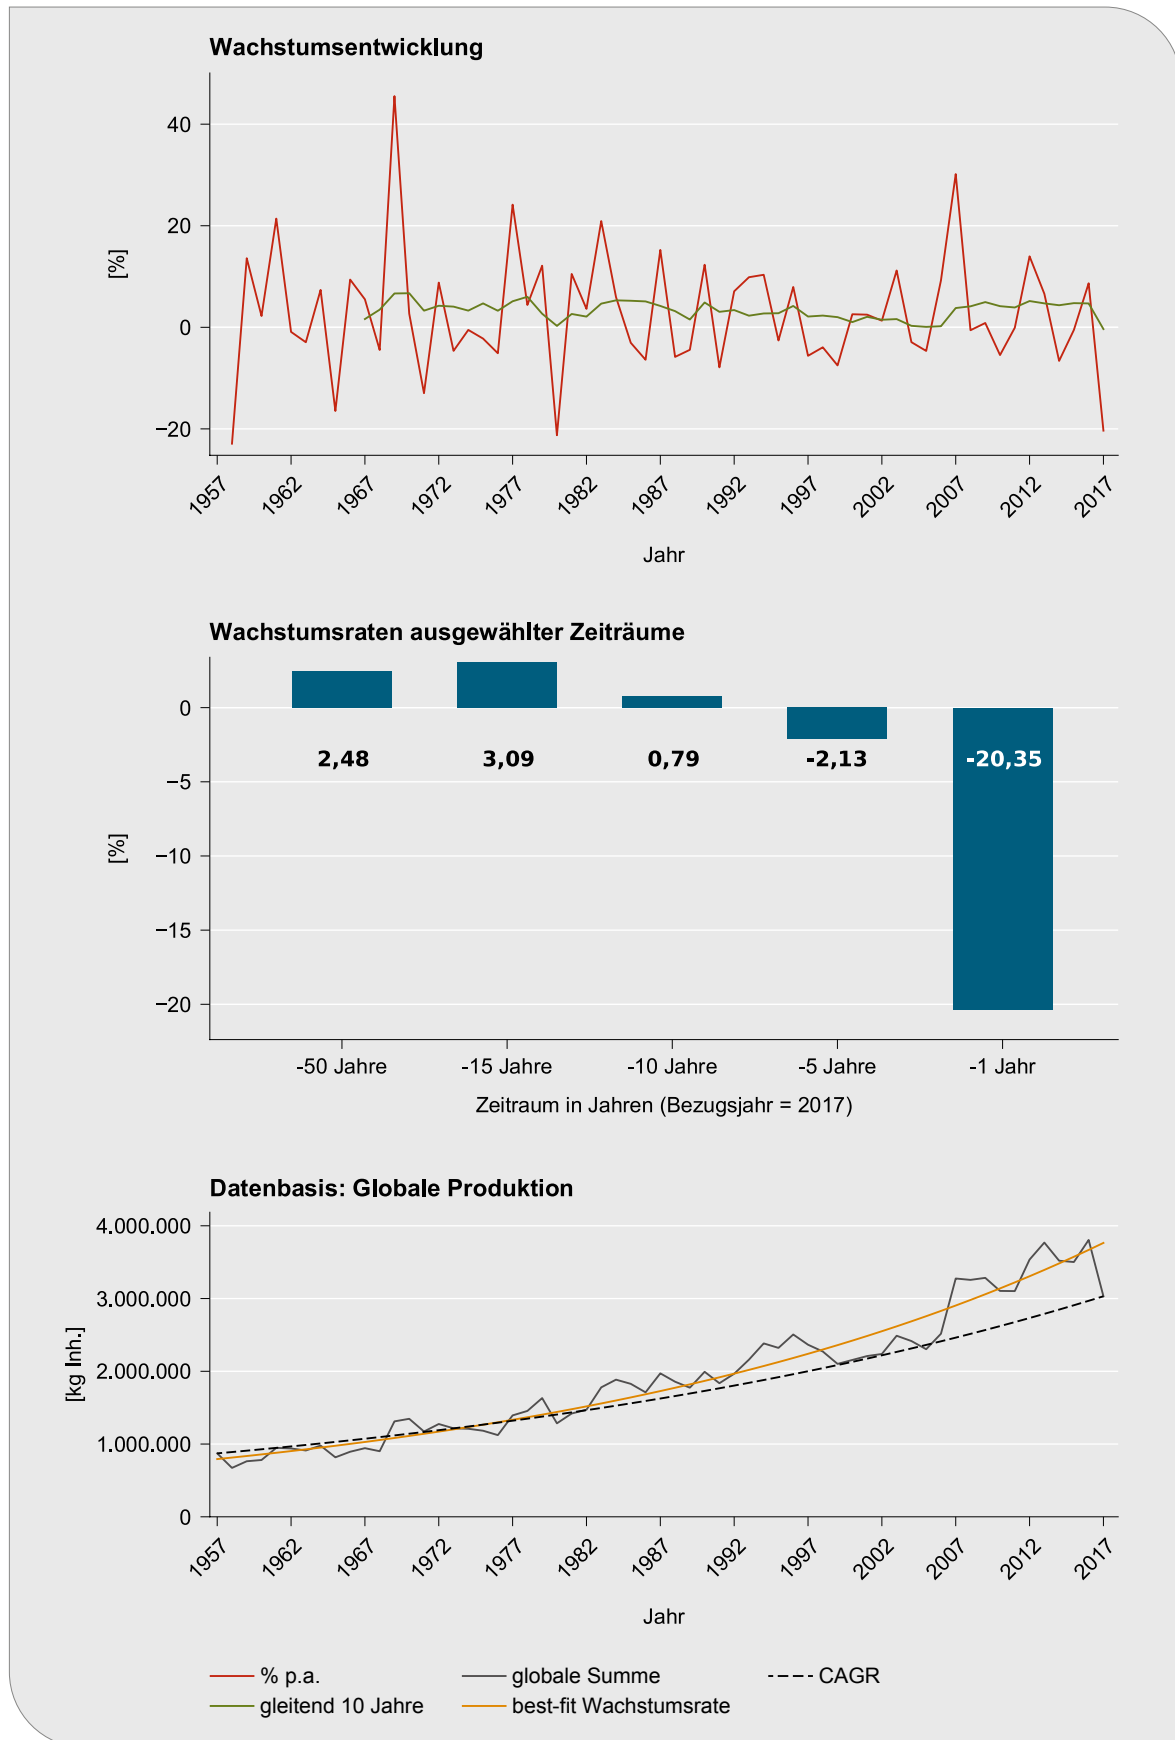 Wachstumsentwicklung
[%]
40
20
0
−20
1957 1962 1967 1972 1977 1982 1987 1992 1997 2002 2007 2012 2017
Jahr
Wachstumsraten ausgewählter Zeiträume
[%]
0
−5
−10
−15
−20
2,48 3,09 0,79 -2,13 -20,35
-50 Jahre -15 Jahre -10 Jahre -5 Jahre -1 Jahr
Zeitraum in Jahren (Bezugsjahr = 2017)
Datenbasis: Globale Produktion
[kg Inh.]
4.000.000
3.000.000
2.000.000
1.000.000
0
1957 1962 1967 1972 1977 1982 1987 1992 1997 2002 2007 2012 2017
Jahr
% p.a. globale Summe CAGR
gleitend 10 Jahre best-fit Wachstumsrate